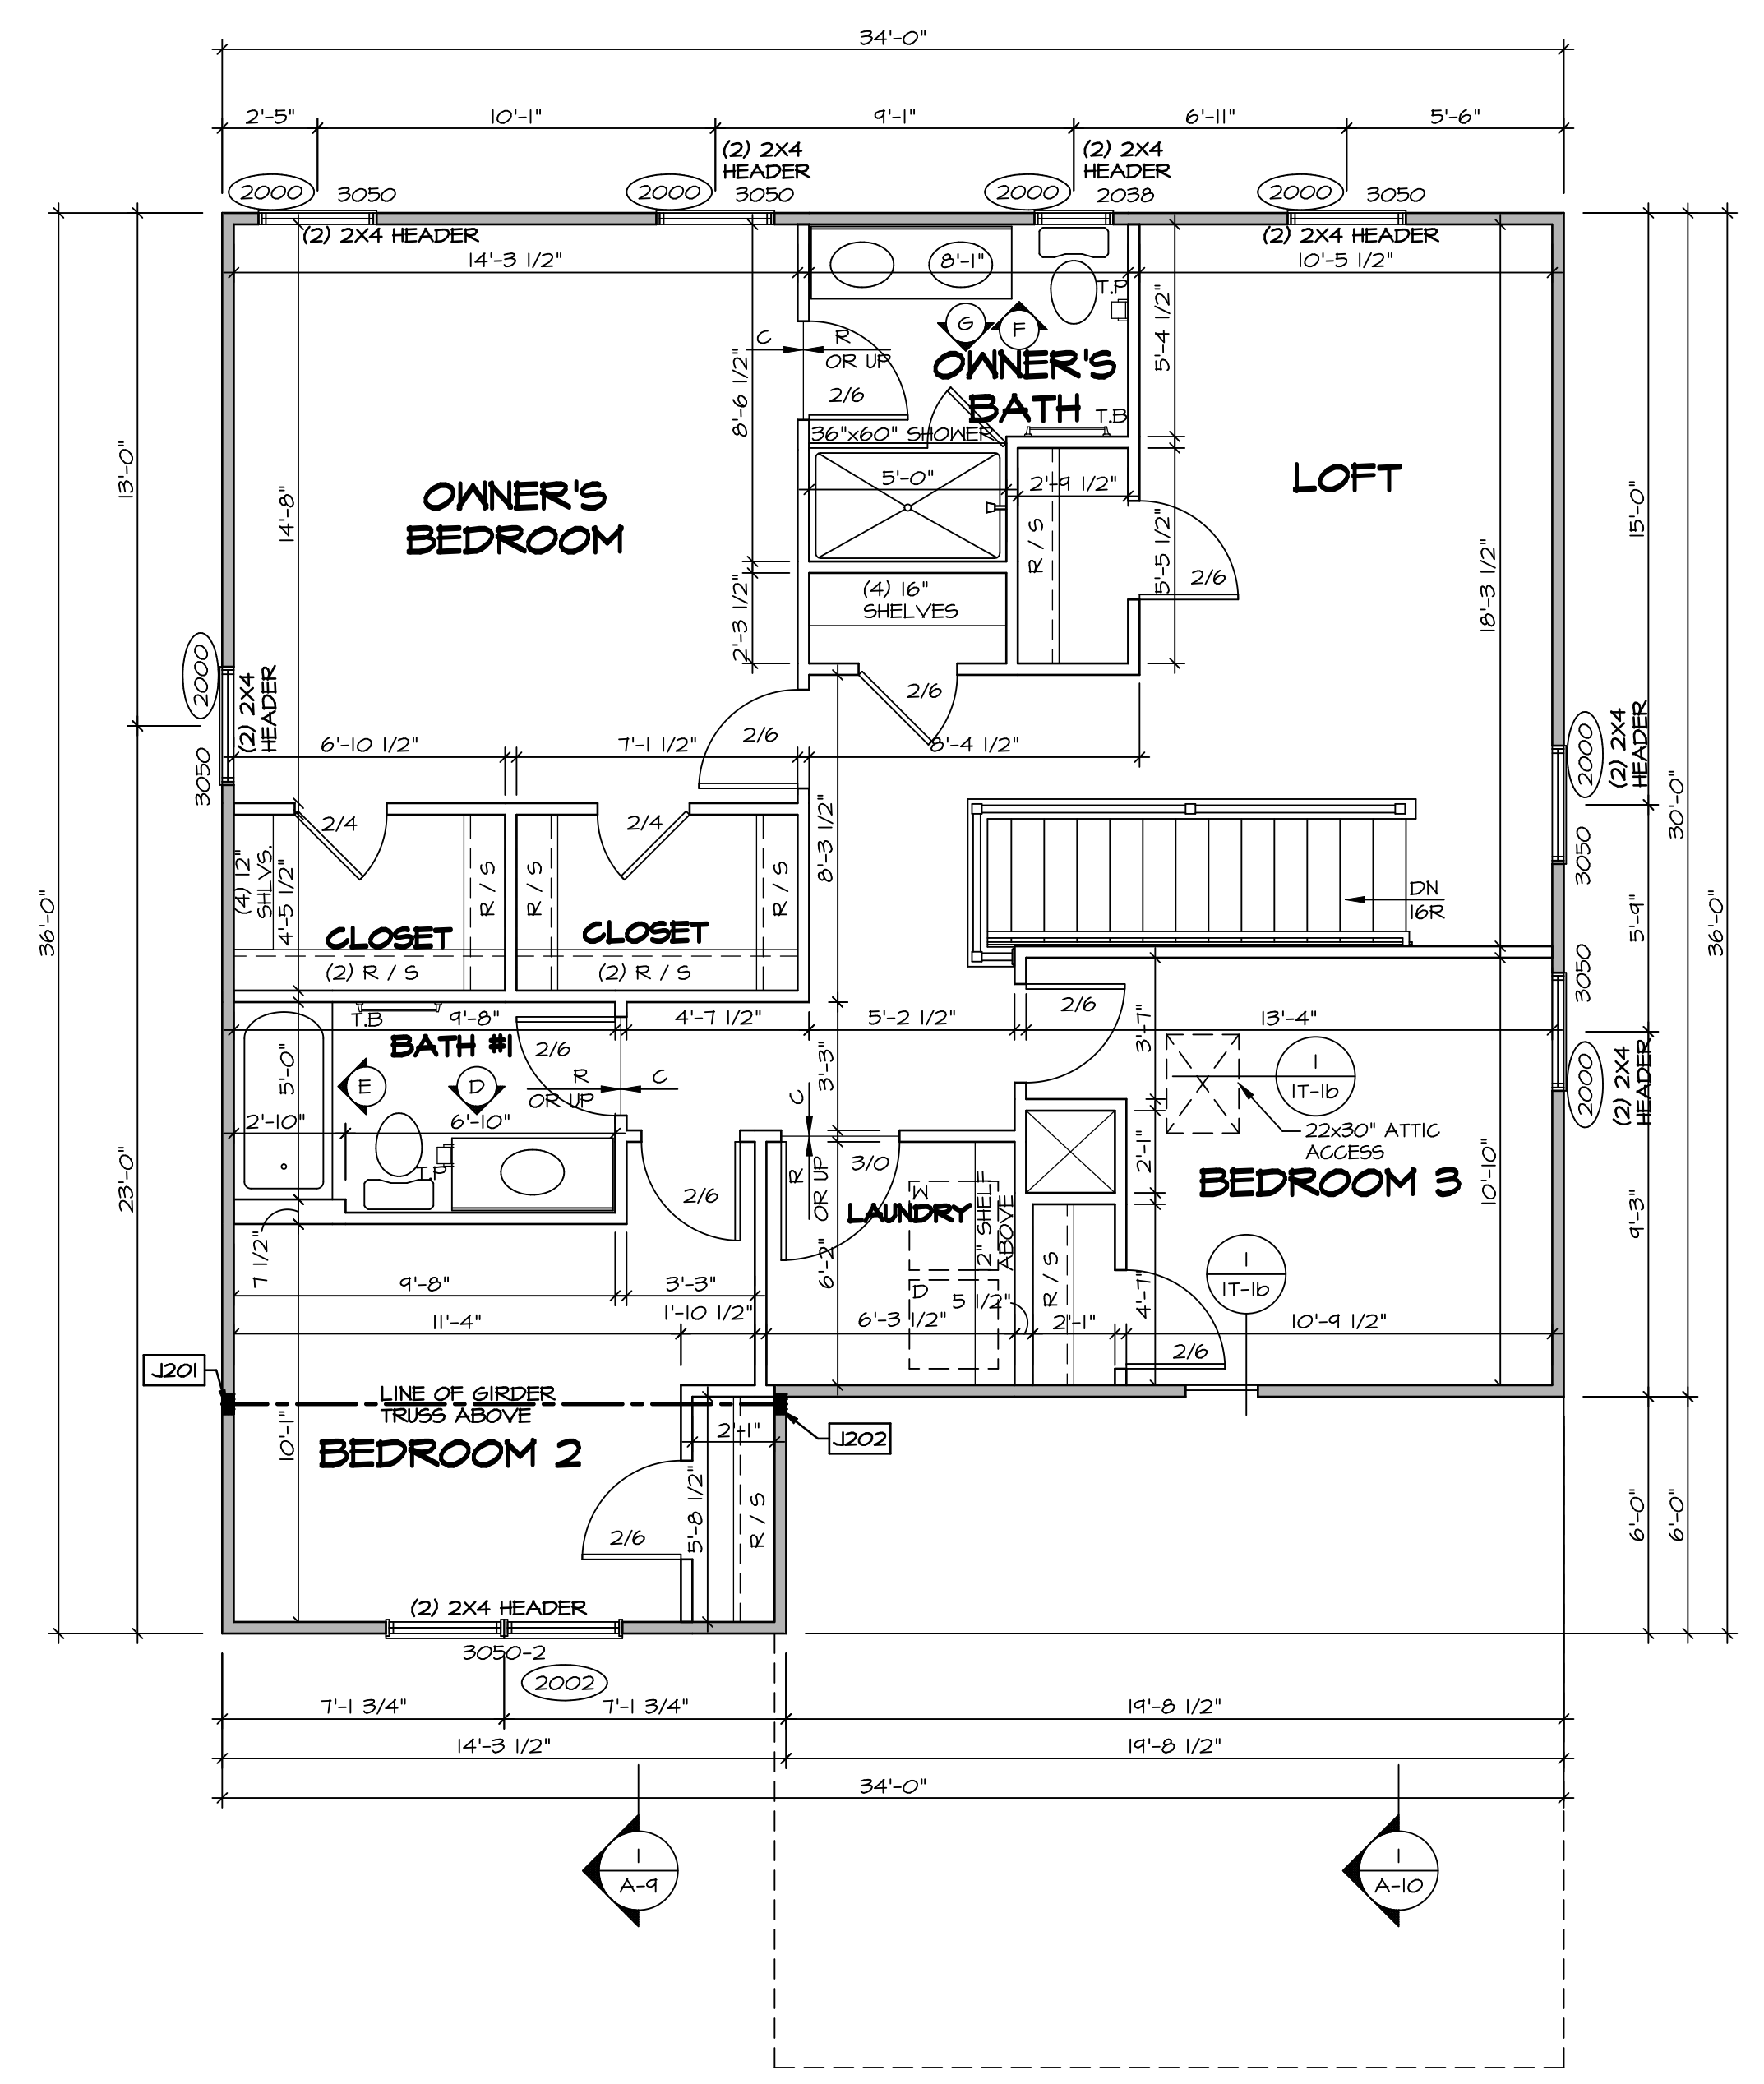 34'-0"
2'-5" 10'-1" 9'-1" 6'-11" 5'-6"
(2) 2X4
HEADER
(2) 2X4
HEADER
2000 3050 2000 3050 2000 2038 2000 3050
(2) 2X4 HEADER (2) 2X4 HEADER
14'-3 1/2" 8'-1" 10'-5 1/2"
T.P
G F
C R
OR UP
2/6
OWNER'S
BATH
T.B
5'-4 1/2"
8'-6 1/2"
36"x60" SHOWER
5'-0" 2'-9 1/2"
R / S
5'-5 1/2"
2/6
LOFT
13'-0"
14'-8"
OWNER'S
BEDROOM
15'-0"
18'-3 1/2"
2'-3 1/2"
(4) 16"
SHELVES
2/6
2000
3050
(2) 2X4
HEADER
2/6
6'-10 1/2" 7'-1 1/2" 8'-4 1/2"
2000
(2) 2X4
HEADER
30'-0"
3050
2/4 2/4
(4) 12"
SHLVS.
4'-5 1/2"
R / S R / S R / S
8'-3 1/2"
DN
16R
36'-0"
5'-9"
36'-0"
CLOSET CLOSET
(2) R / S (2) R / S
3050
2/6
T.B 9'-8" 4'-7 1/2" 5'-2 1/2" 13'-4"
BATH #1
2/6
5'-0"
E D
R C
OR UP
3'-3"
3'-7"
1
1T-1b
2000
(2) 2X4
HEADER
2'-10" 6'-10"
C
22x30" ATTIC
ACCESS
T.P
2/6
R
OR UP
3/0
2'-1"
BEDROOM 3
10'-10"
23'-0"
W
LAUNDRY
2" SHELF
ABOVE
9'-3"
7 1/2"
6'-2"
R / S
1
1T-1b
9'-8" 3'-3"
D
5 1/2"
4'-7"
1'-10 1/2"
11'-4" 6'-3 1/2" 2'-1" 10'-9 1/2"
2/6
J201
LINE OF GIRDER
TRUSS ABOVE
10'-1"
BEDROOM 2
2'-1"
J202
5'-8 1/2"
R / S
2/6
6'-0" 6'-0"
(2) 2X4 HEADER
3050-2
2002
7'-1 3/4" 7'-1 3/4" 19'-8 1/2"
14'-3 1/2" 19'-8 1/2"
34'-0"
1
A-9
1
A-10